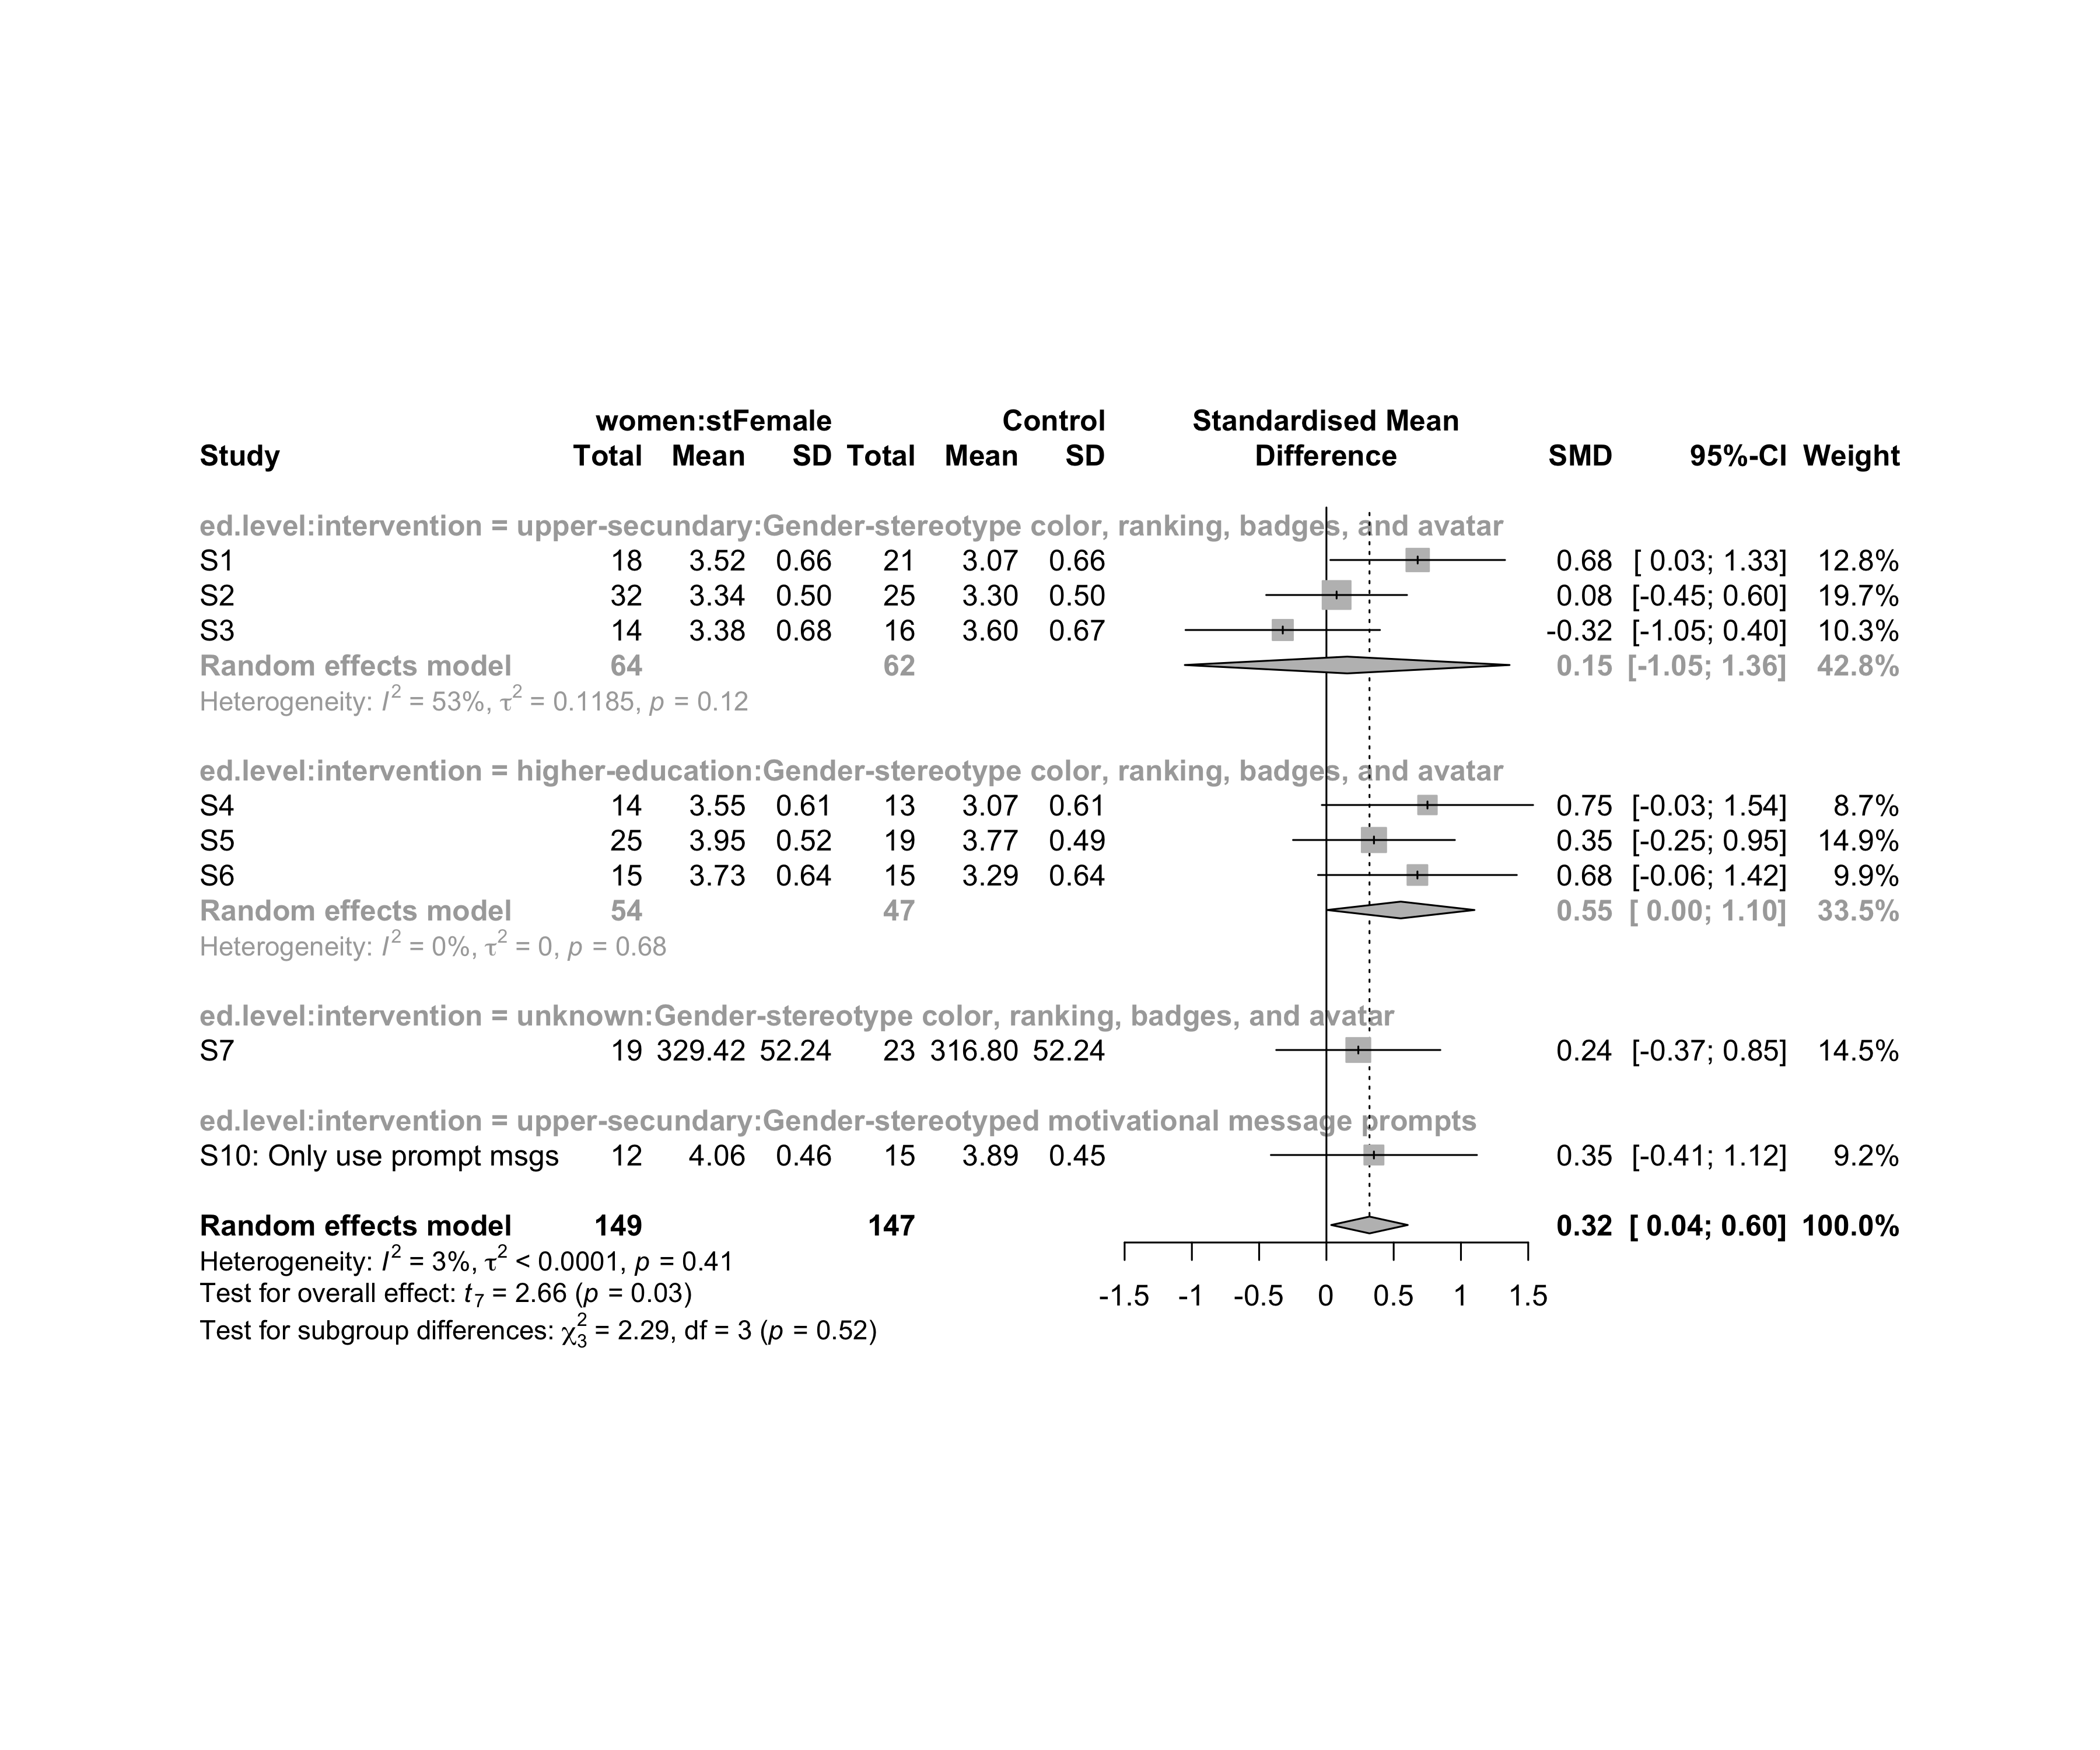 women:stFemale Control Standardised Mean
Study Total Mean SD Total Mean SD Difference SMD 95%-CI Weight
ed.level:intervention = upper-secundary:Gender-stereotype color, ranking, badges, and avatar
S1 18 3.52 0.66 21 3.07 0.66 0.68 [ 0.03; 1.33] 12.8%
S2 32 3.34 0.50 25 3.30 0.50 0.08 [-0.45; 0.60] 19.7%
S3 14 3.38 0.68 16 3.60 0.67 -0.32 [-1.05; 0.40] 10.3%
Random effects model 64 62 0.15 [-1.05; 1.36] 42.8%
Heterogeneity: I² = 53%, τ² = 0.1185, p = 0.12
ed.level:intervention = higher-education:Gender-stereotype color, ranking, badges, and avatar
S4 14 3.55 0.61 13 3.07 0.61 0.75 [-0.03; 1.54] 8.7%
S5 25 3.95 0.52 19 3.77 0.49 0.35 [-0.25; 0.95] 14.9%
S6 15 3.73 0.64 15 3.29 0.64 0.68 [-0.06; 1.42] 9.9%
Random effects model 54 47 0.55 [ 0.00; 1.10] 33.5%
Heterogeneity: I² = 0%, τ² = 0, p = 0.68
ed.level:intervention = unknown:Gender-stereotype color, ranking, badges, and avatar
S7 19 329.42 52.24 23 316.80 52.24 0.24 [-0.37; 0.85] 14.5%
ed.level:intervention = upper-secundary:Gender-stereotyped motivational message prompts
S10: Only use prompt msgs 12 4.06 0.46 15 3.89 0.45 0.35 [-0.41; 1.12] 9.2%
Random effects model 149 147 0.32 [ 0.04; 0.60] 100.0%
Heterogeneity: I² = 3%, τ² < 0.0001, p = 0.41
Test for overall effect: t₇ = 2.66 (p = 0.03)
-1.5 -1 -0.5 0 0.5 1 1.5
Test for subgroup differences: χ²₃ = 2.29, df = 3 (p = 0.52)